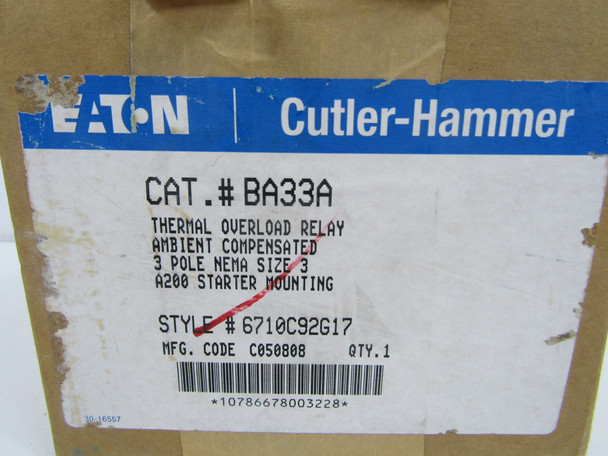 EATON Cutler-Hammer
CAT.# BA33A
THERMAL OVERLOAD RELAY
AMBIENT COMPENSATED
3 POLE NEMA SIZE 3
A200 STARTER MOUNTING
STYLE # 6710C92G17
MFG. CODE C050808 QTY.1
*10786678003228*
30-16557